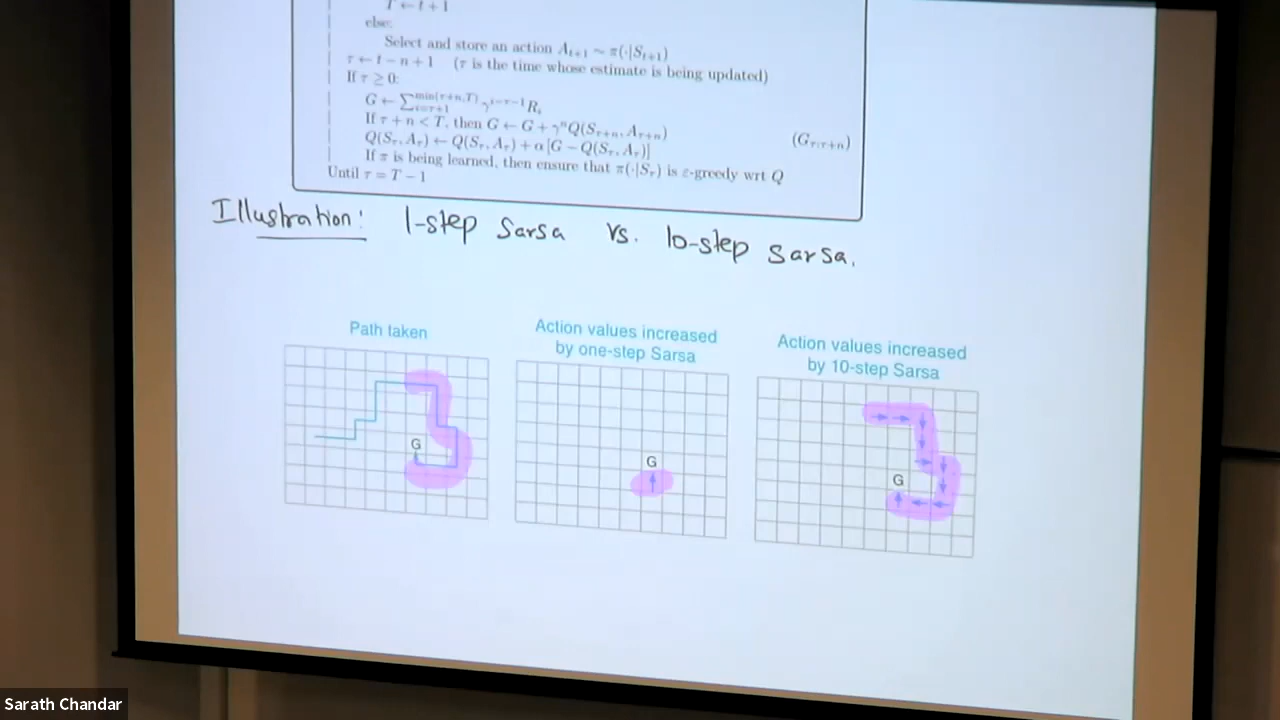 T ← t + 1
else:
Select and store an action A_{t+1} ~ π(·|S_{t+1})
τ ← t − n + 1 (τ is the time whose estimate is being updated)
If τ ≥ 0:
G ← ∑_{i=τ+1}^{min(τ+n,T)} γ^{i−τ−1} R_i
If τ + n < T, then G ← G + γ^n Q(S_{τ+n}, A_{τ+n}) (G_{τ:τ+n})
Q(S_τ, A_τ) ← Q(S_τ, A_τ) + α [G − Q(S_τ, A_τ)]
If π is being learned, then ensure that π(·|S_τ) is ε-greedy wrt Q
Until τ = T − 1
Illustration: 1-step Sarsa vs. 10-step Sarsa.
Path taken
Action values increased
by one-step Sarsa
Action values increased
by 10-step Sarsa
G
G
G
Sarath Chandar